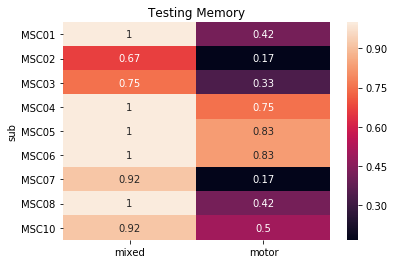 Testing Memory
MSC01 1 0.42
MSC02 0.67 0.17
MSC03 0.75 0.33
MSC04 1 0.75
MSC05 1 0.83
MSC06 1 0.83
MSC07 0.92 0.17
MSC08 1 0.42
MSC10 0.92 0.5
sub
mixed motor
0.90
0.75
0.60
0.45
0.30